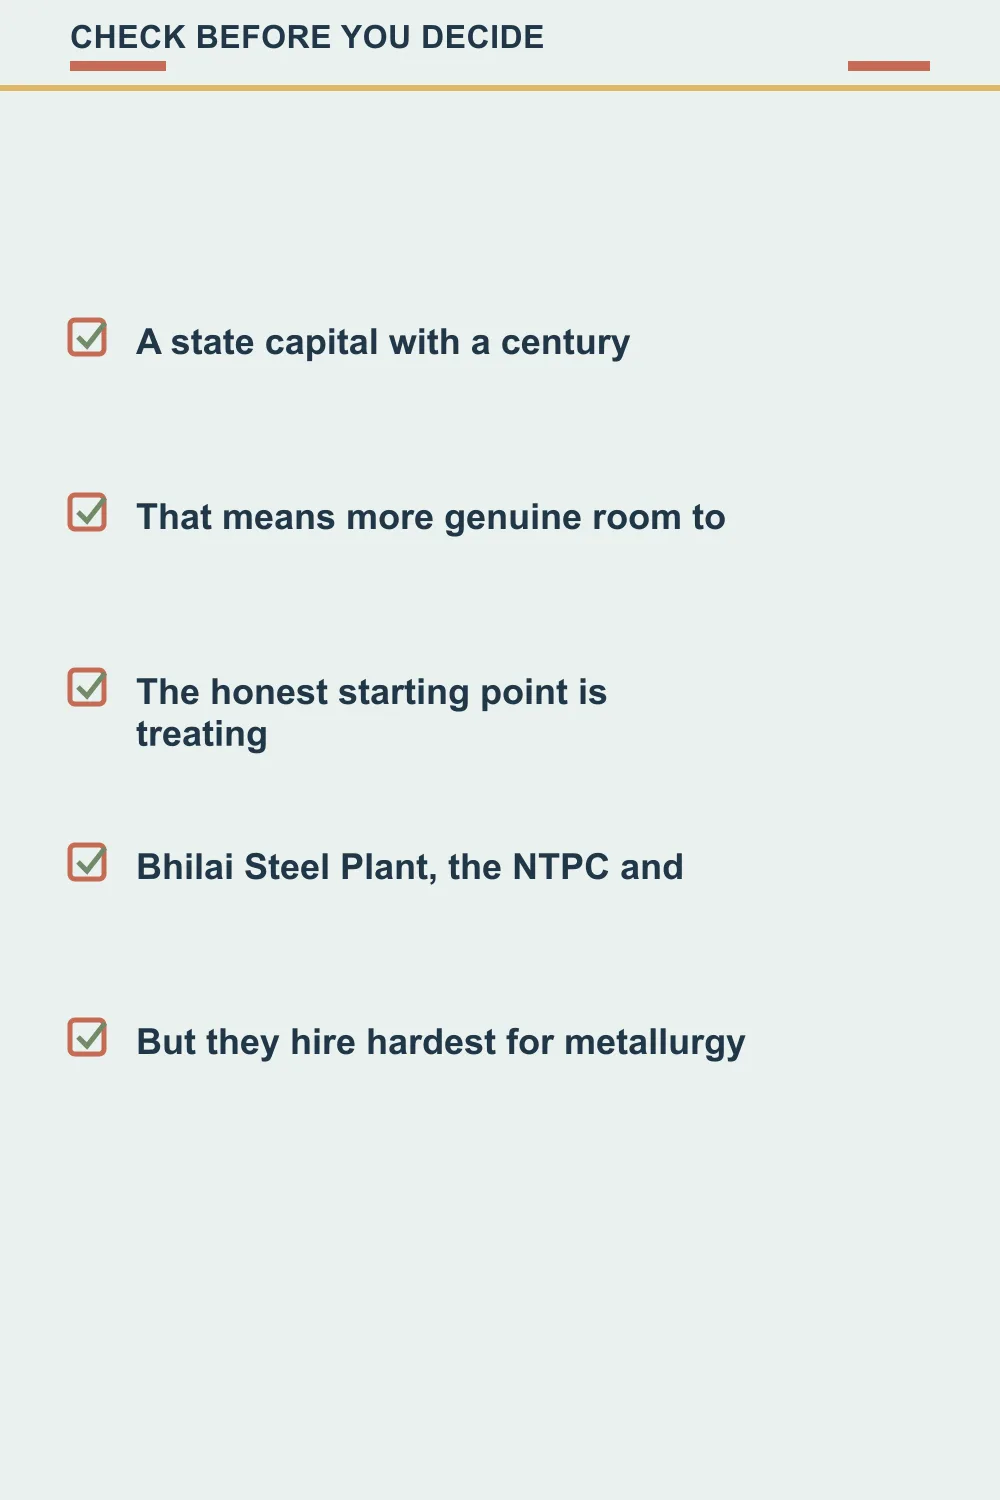 CHECK BEFORE YOU DECIDE
A state capital with a century
That means more genuine room to
The honest starting point is
treating
Bhilai Steel Plant, the NTPC and
But they hire hardest for metallurgy